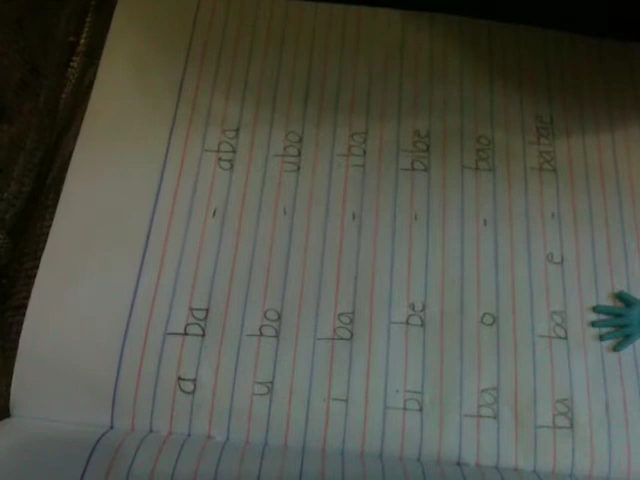 a ba - aba
u bo - ubo
i ba - iba
bi be - bibe
ba o - bao
ba ba e - babae